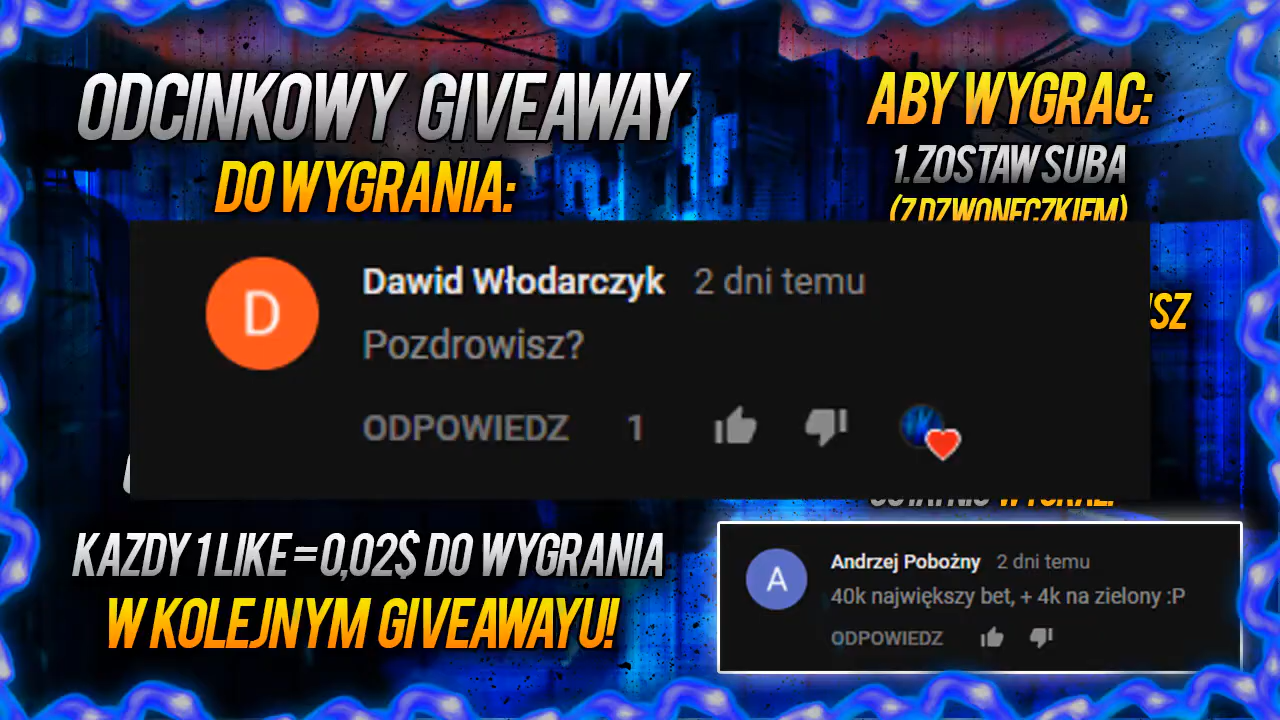 ODCINKOWY GIVEAWAY
DO WYGRANIA:
ABY WYGRAC:
1. ZOSTAW SUBA
(Z DZWONECZKIEM)
Dawid Włodarczyk 2 dni temu
Pozdrowisz?
ODPOWIEDZ 1
D
KAZDY 1 LIKE = 0,02$ DO WYGRANIA
W KOLEJNYM GIVEAWAYU!
A
Andrzej Pobożny 2 dni temu
40k największy bet, + 4k na zielony :P
ODPOWIEDZ